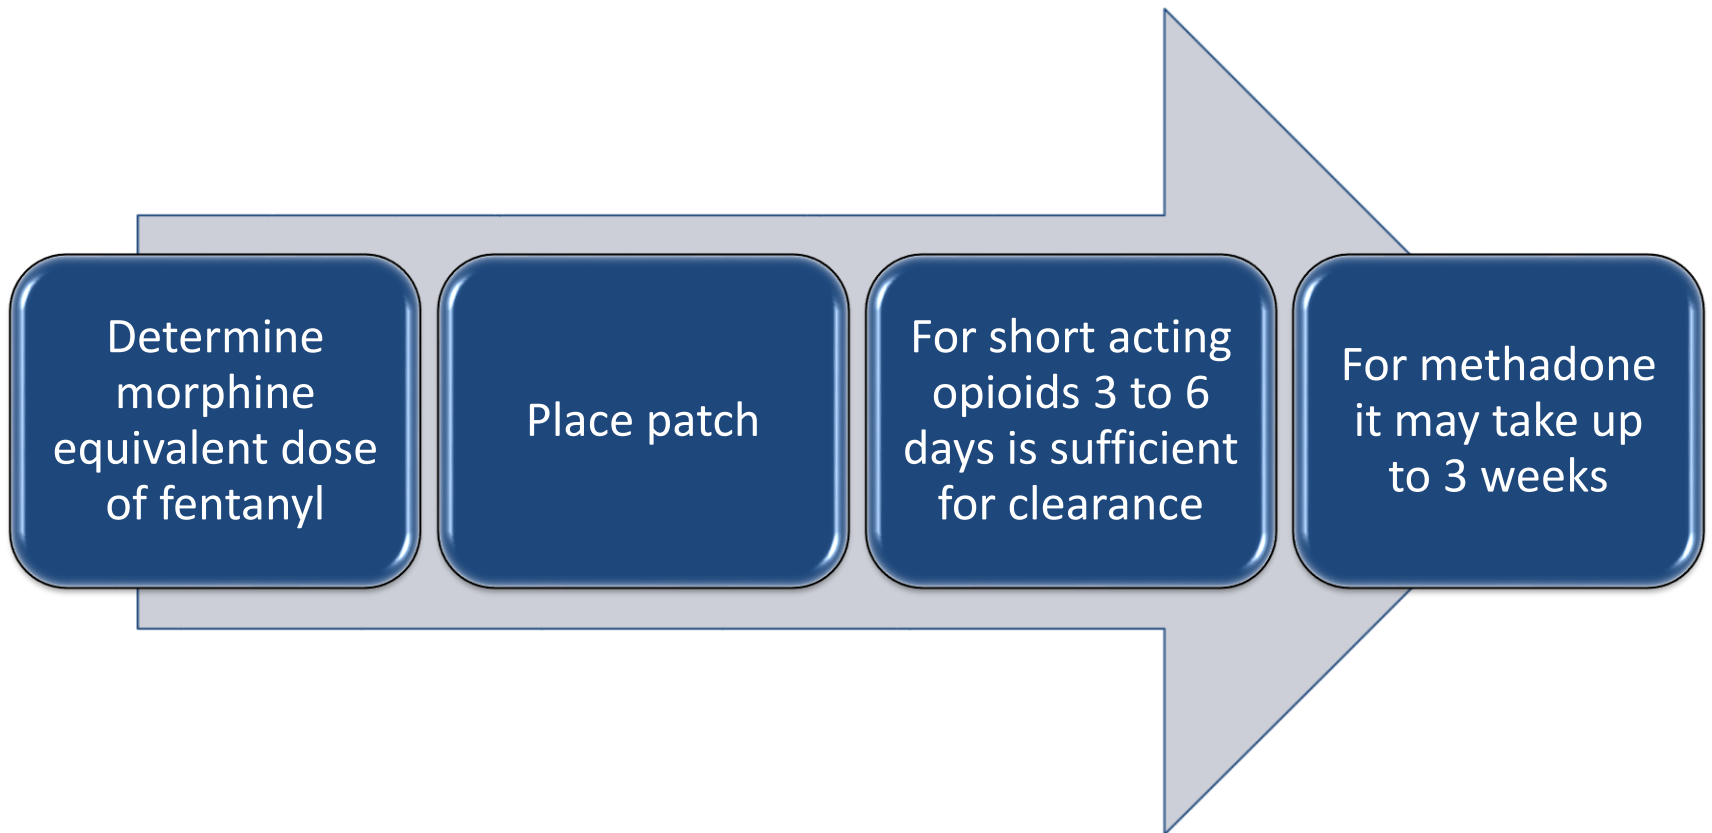 Determine
morphine
equivalent dose
of fentanyl
Place patch
For short acting
opioids 3 to 6
days is sufficient
for clearance
For methadone
it may take up
to 3 weeks